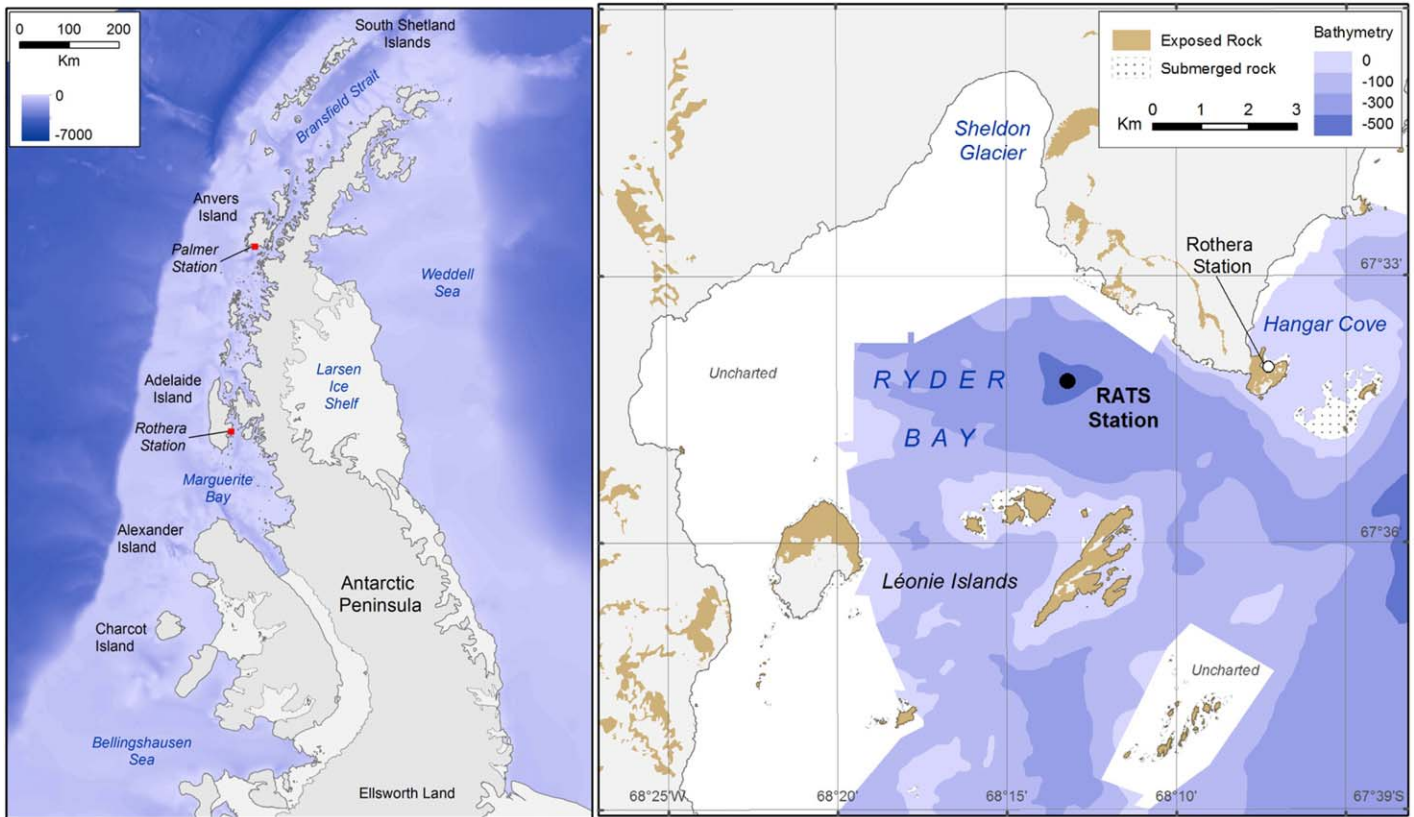 0 100 200
Km
0
-7000
South Shetland
Islands
Bransfield Strait
Anvers
Island
Palmer
Station
Weddell
Sea
Larsen
Ice
Shelf
Adelaide
Island
Rothera
Station
Marguerite
Bay
Alexander
Island
Antarctic
Peninsula
Charcot
Island
Bellingshausen
Sea
Ellsworth Land
Exposed Rock
Submerged rock
0 1 2 3
Km
Bathymetry
0
-100
-300
-500
Sheldon
Glacier
Rothera
Station
67°33'
Hangar Cove
Uncharted
RYDER
BAY
RATS
Station
67°36'
Léonie Islands
Uncharted
68°25'W 68°20' 68°15' 68°10' 67°39'S